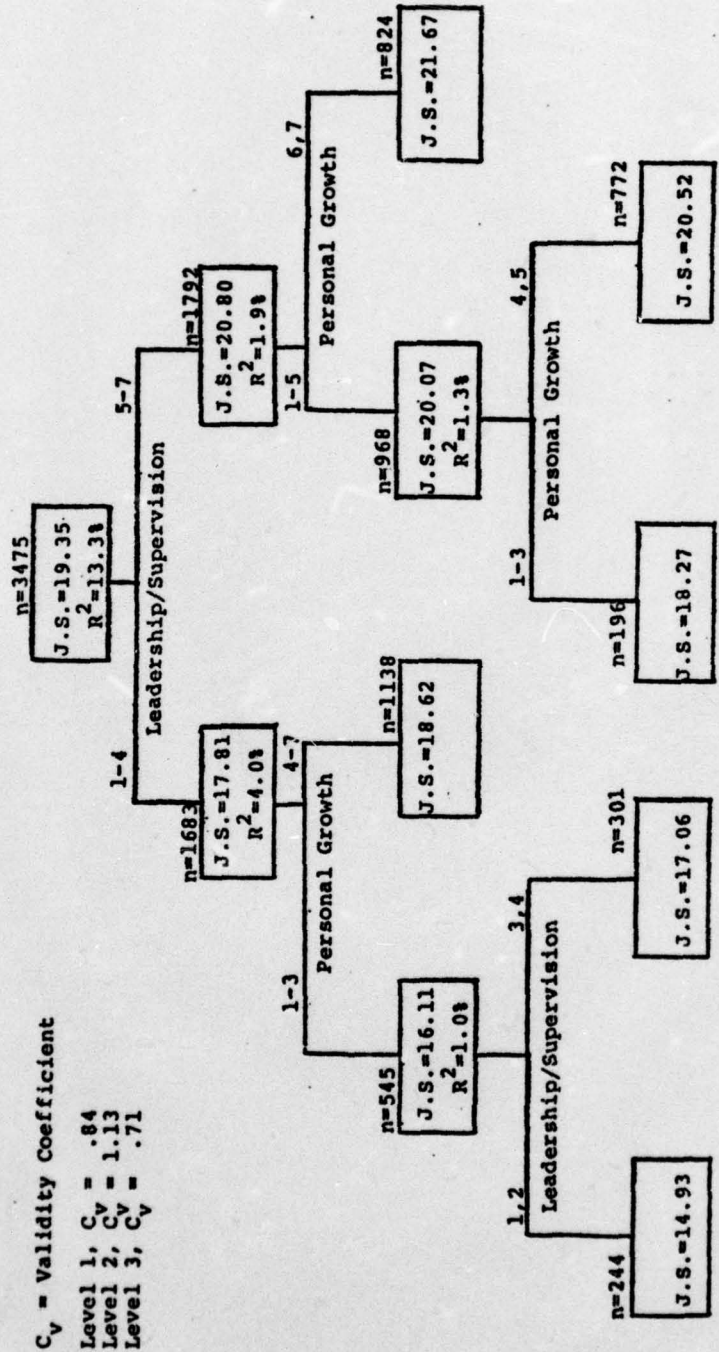 C_v = Validity Coefficient
Level 1, C_v = .84
Level 2, C_v = 1.13
Level 3, C_v = .71
n=3475
J.S.=19.35
R²=13.3%
1-4
5-7
Leadership/Supervision
n=1683
J.S.=17.81
R²=4.0%
n=1792
J.S.=20.80
R²=1.9%
1-3
4-7
Personal Growth
1-5
6,7
Personal Growth
n=545
J.S.=16.11
R²=1.0%
n=1138
J.S.=18.62
n=968
J.S.=20.07
R²=1.3%
n=824
J.S.=21.67
1,2
3,4
Leadership/Supervision
1-3
4,5
Personal Growth
n=244
J.S.=14.93
n=301
J.S.=17.06
n=196
J.S.=18.27
n=772
J.S.=20.52